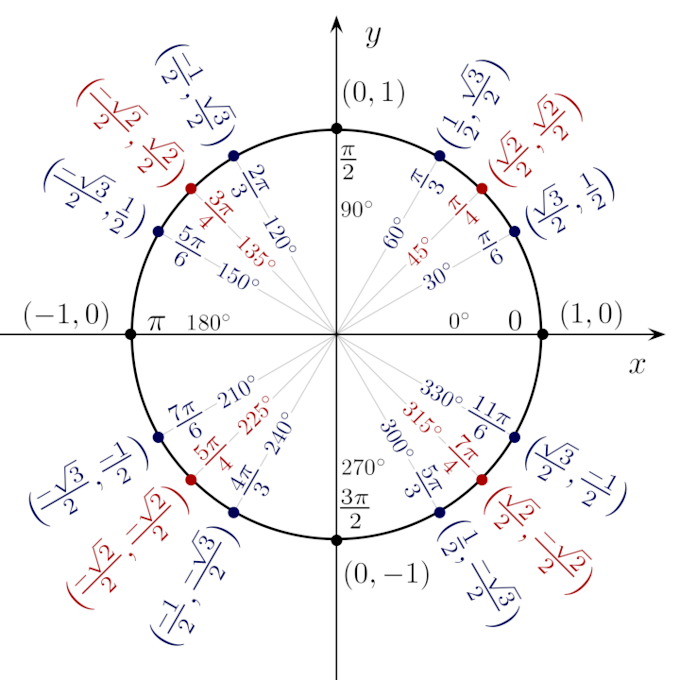 y
(0, 1)
π/2
90°
(1/2, √3/2)
π/3
60°
(√2/2, √2/2)
π/4
45°
(√3/2, 1/2)
π/6
30°
(−1/2, √3/2)
2π/3
120°
(−√2/2, √2/2)
3π/4
135°
(−√3/2, 1/2)
5π/6
150°
(−1, 0)
π
180°
0°
0
(1, 0)
x
7π/6
210°
(−√3/2, −1/2)
5π/4
225°
(−√2/2, −√2/2)
4π/3
240°
(−1/2, −√3/2)
270°
3π/2
(0, −1)
300°
5π/3
(1/2, −√3/2)
315°
7π/4
(√2/2, −√2/2)
330°
11π/6
(√3/2, −1/2)